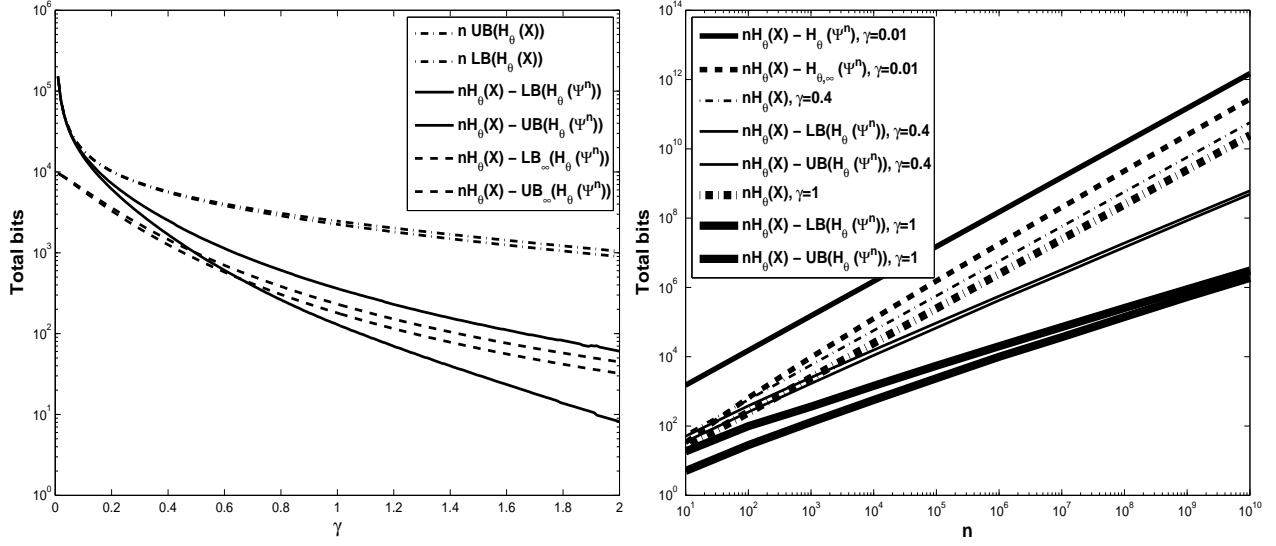 10^6
10^5
10^4
10^3
10^2
10^1
10^0
Total bits
0 0.2 0.4 0.6 0.8 1.0 1.2 1.4 1.6 1.8 2
γ
n UB(H_θ(X))
n LB(H_θ(X))
nH_θ(X) − LB(H_θ(Ψ^n))
nH_θ(X) − UB(H_θ(Ψ^n))
nH_θ(X) − LB_∞(H_θ(Ψ^n))
nH_θ(X) − UB_∞(H_θ(Ψ^n))
10^14
10^12
10^10
10^8
10^6
10^4
10^2
10^0
Total bits
10^1 10^2 10^3 10^4 10^5 10^6 10^7 10^8 10^9 10^10
n
nH_θ(X) − H_θ(Ψ^n), γ=0.01
nH_θ(X) − H_θ,∞(Ψ^n), γ=0.01
nH_θ(X), γ=0.4
nH_θ(X) − LB(H_θ(Ψ^n)), γ=0.4
nH_θ(X) − UB(H_θ(Ψ^n)), γ=0.4
nH_θ(X), γ=1
nH_θ(X) − LB(H_θ(Ψ^n)), γ=1
nH_θ(X) − UB(H_θ(Ψ^n)), γ=1